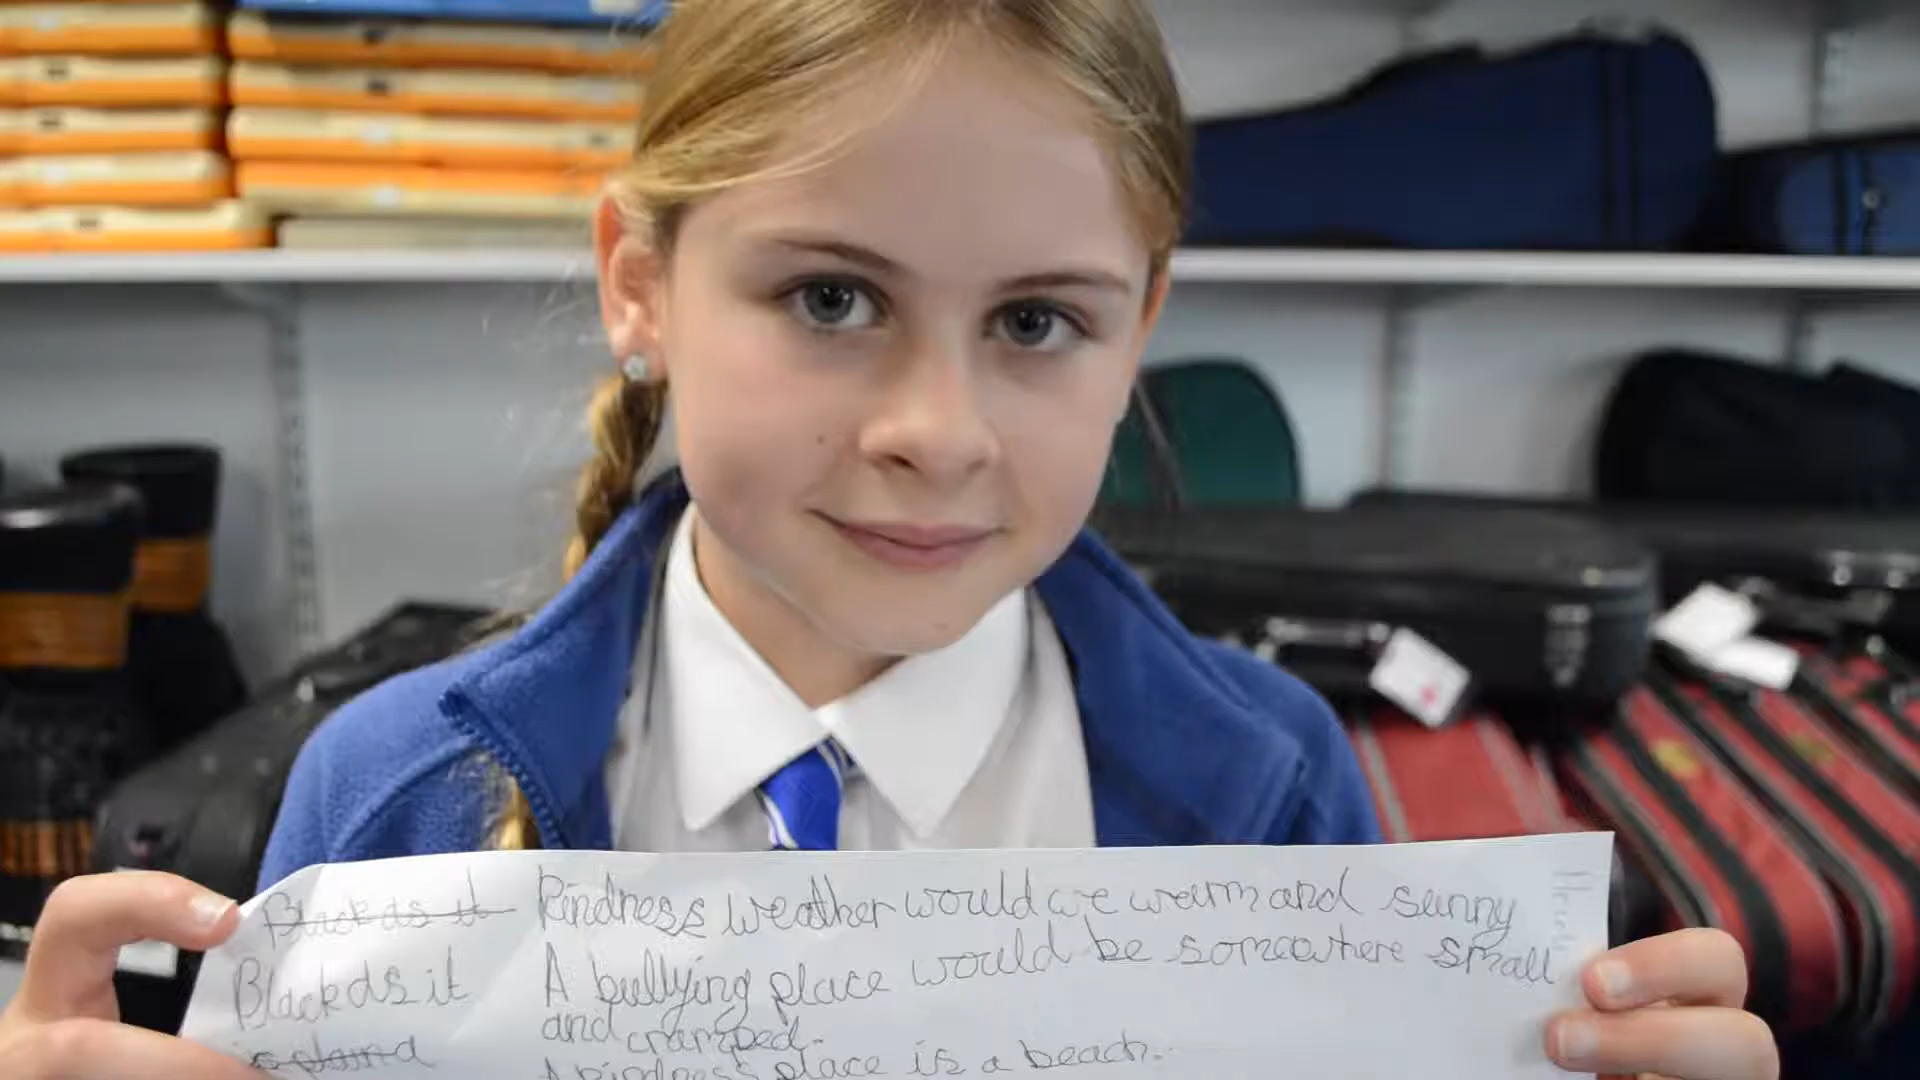 Black as it
Kindness weather would be warm and sunny
Black as it
A bullying place would be somewhere small
and cramped.
A kindness place is a beach.